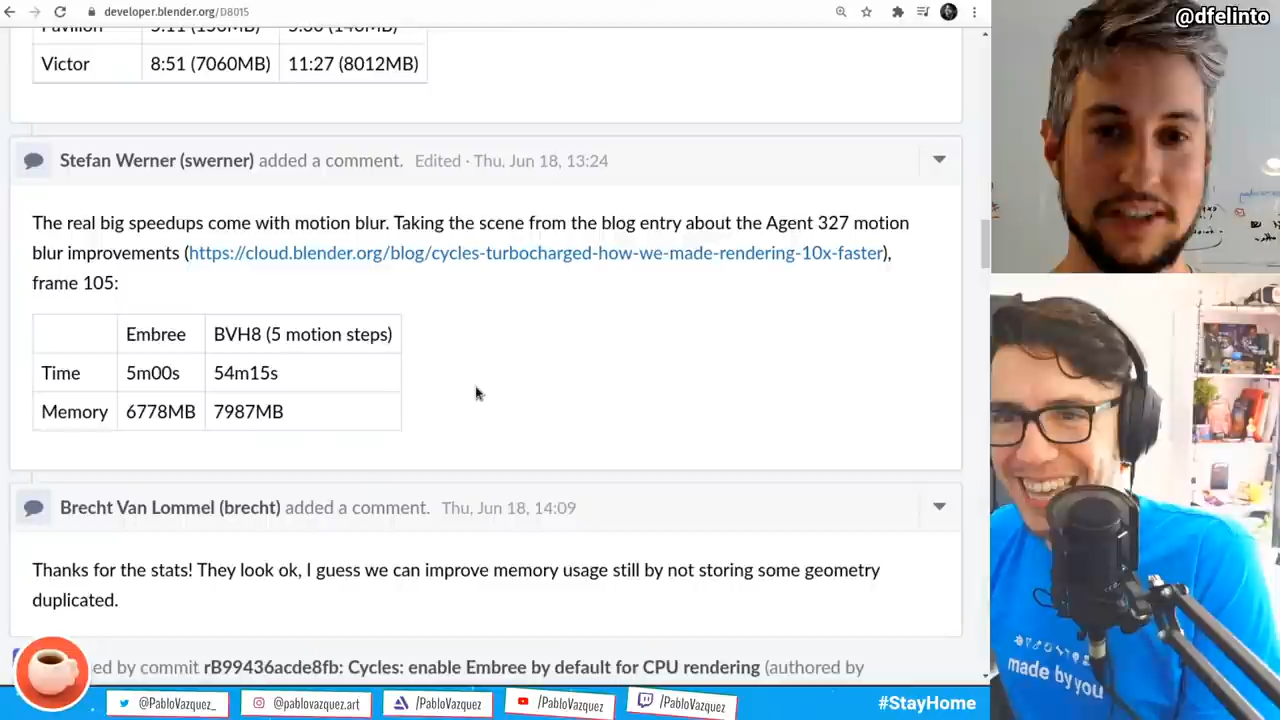 developer.blender.org/D8015
@dfelinto
Pavilion 5:11 (130MB)
Victor 8:51 (7060MB) 11:27 (8012MB)
Stefan Werner (swerner) added a comment. Edited · Thu, Jun 18, 13:24
The real big speedups come with motion blur. Taking the scene from the blog entry about the Agent 327 motion
blur improvements (https://cloud.blender.org/blog/cycles-turbocharged-how-we-made-rendering-10x-faster),
frame 105:
Embree BVH8 (5 motion steps)
Time 5m00s 54m15s
Memory 6778MB 7987MB
Brecht Van Lommel (brecht) added a comment. Thu, Jun 18, 14:09
Thanks for the stats! They look ok, I guess we can improve memory usage still by not storing some geometry
duplicated.
made by you
ed by commit rB99436acde8fb: Cycles: enable Embree by default for CPU rendering (authored by
@PabloVazquez_ @pablovazquez.art /PabloVazquez /PabloVazquez /PabloVazquez #StayHome